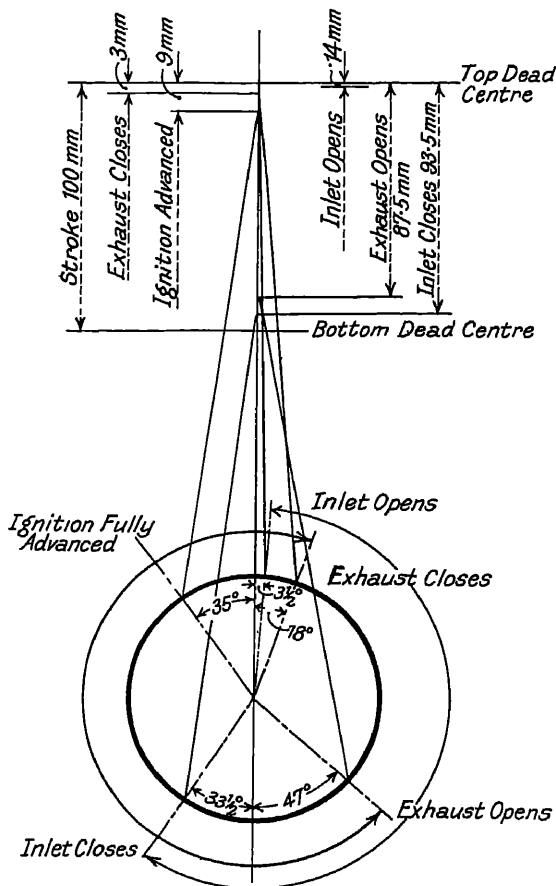 3mm
9mm
·14mm
Top Dead
Centre
Stroke 100 mm
Exhaust Closes
Ignition Advanced
Inlet Opens
Exhaust Opens
87·5 mm
Inlet Closes 93·5mm
Bottom Dead Centre
Inlet Opens
Ignition Fully
Advanced
Exhaust Closes
35°
3½°
18°
33½°
47°
Exhaust Opens
Inlet Closes